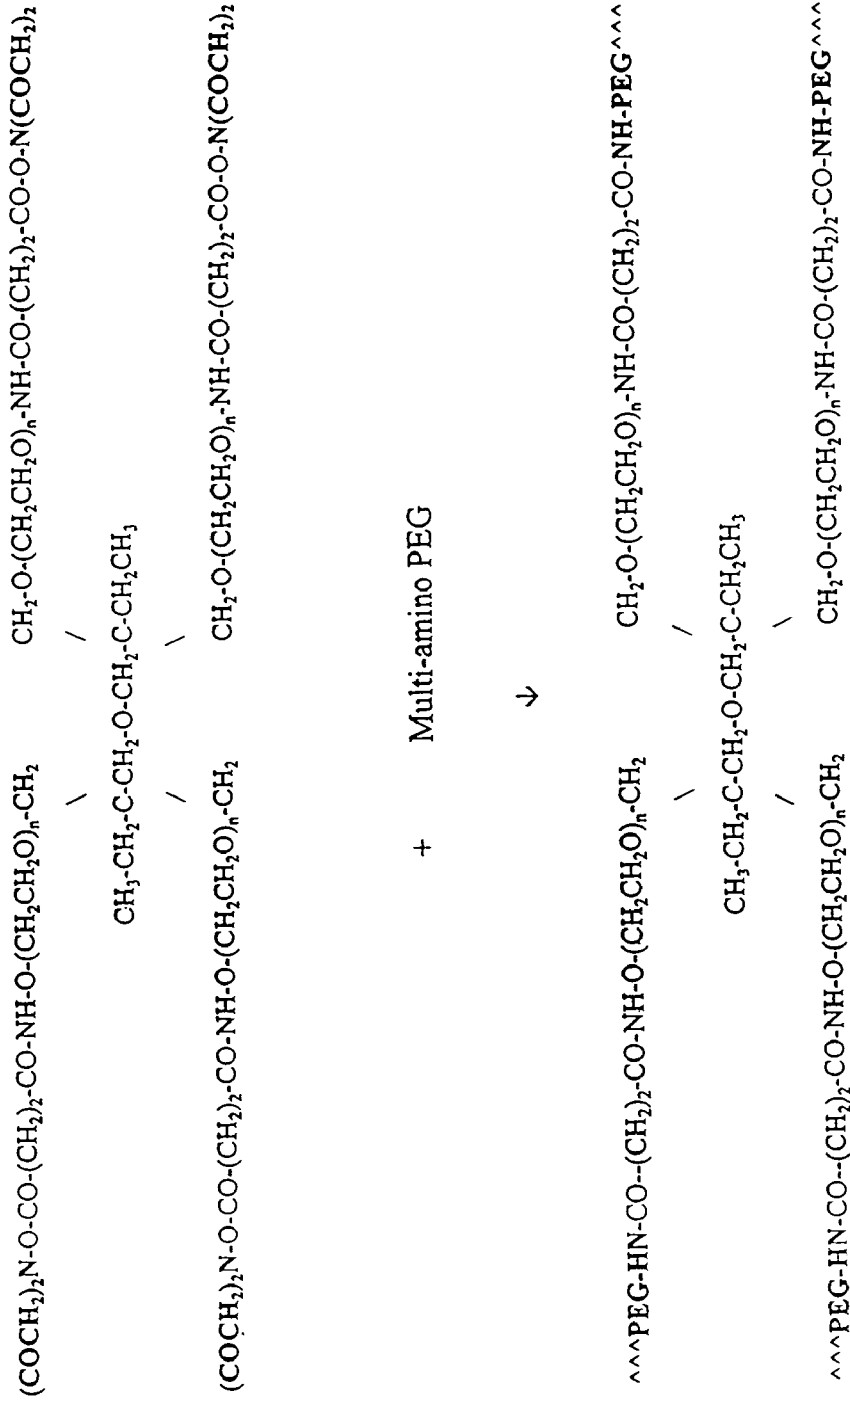 (COCH₂)₂N-O-CO-(CH₂)₂-CO-NH-O-(CH₂CH₂O)ₙ-CH₂ CH₂-O-(CH₂CH₂O)ₙ-NH-CO-(CH₂)₂-CO-O-N(COCH₂)₂
\ /
CH₃-CH₂-C-CH₂-O-CH₂-C-CH₂CH₃
/ \
(COCH₂)₂N-O-CO-(CH₂)₂-CO-NH-O-(CH₂CH₂O)ₙ-CH₂ CH₂-O-(CH₂CH₂O)ₙ-NH-CO-(CH₂)₂-CO-O-N(COCH₂)₂
+ Multi-amino PEG
↓
^^^PEG-HN-CO--(CH₂)₂-CO-NH-O-(CH₂CH₂O)ₙ-CH₂ CH₂-O-(CH₂CH₂O)ₙ-NH-CO-(CH₂)₂-CO-NH-PEG^^^
\ /
CH₃-CH₂-C-CH₂-O-CH₂-C-CH₂CH₃
/ \
^^^PEG-HN-CO--(CH₂)₂-CO-NH-O-(CH₂CH₂O)ₙ-CH₂ CH₂-O-(CH₂CH₂O)ₙ-NH-CO-(CH₂)₂-CO-NH-PEG^^^